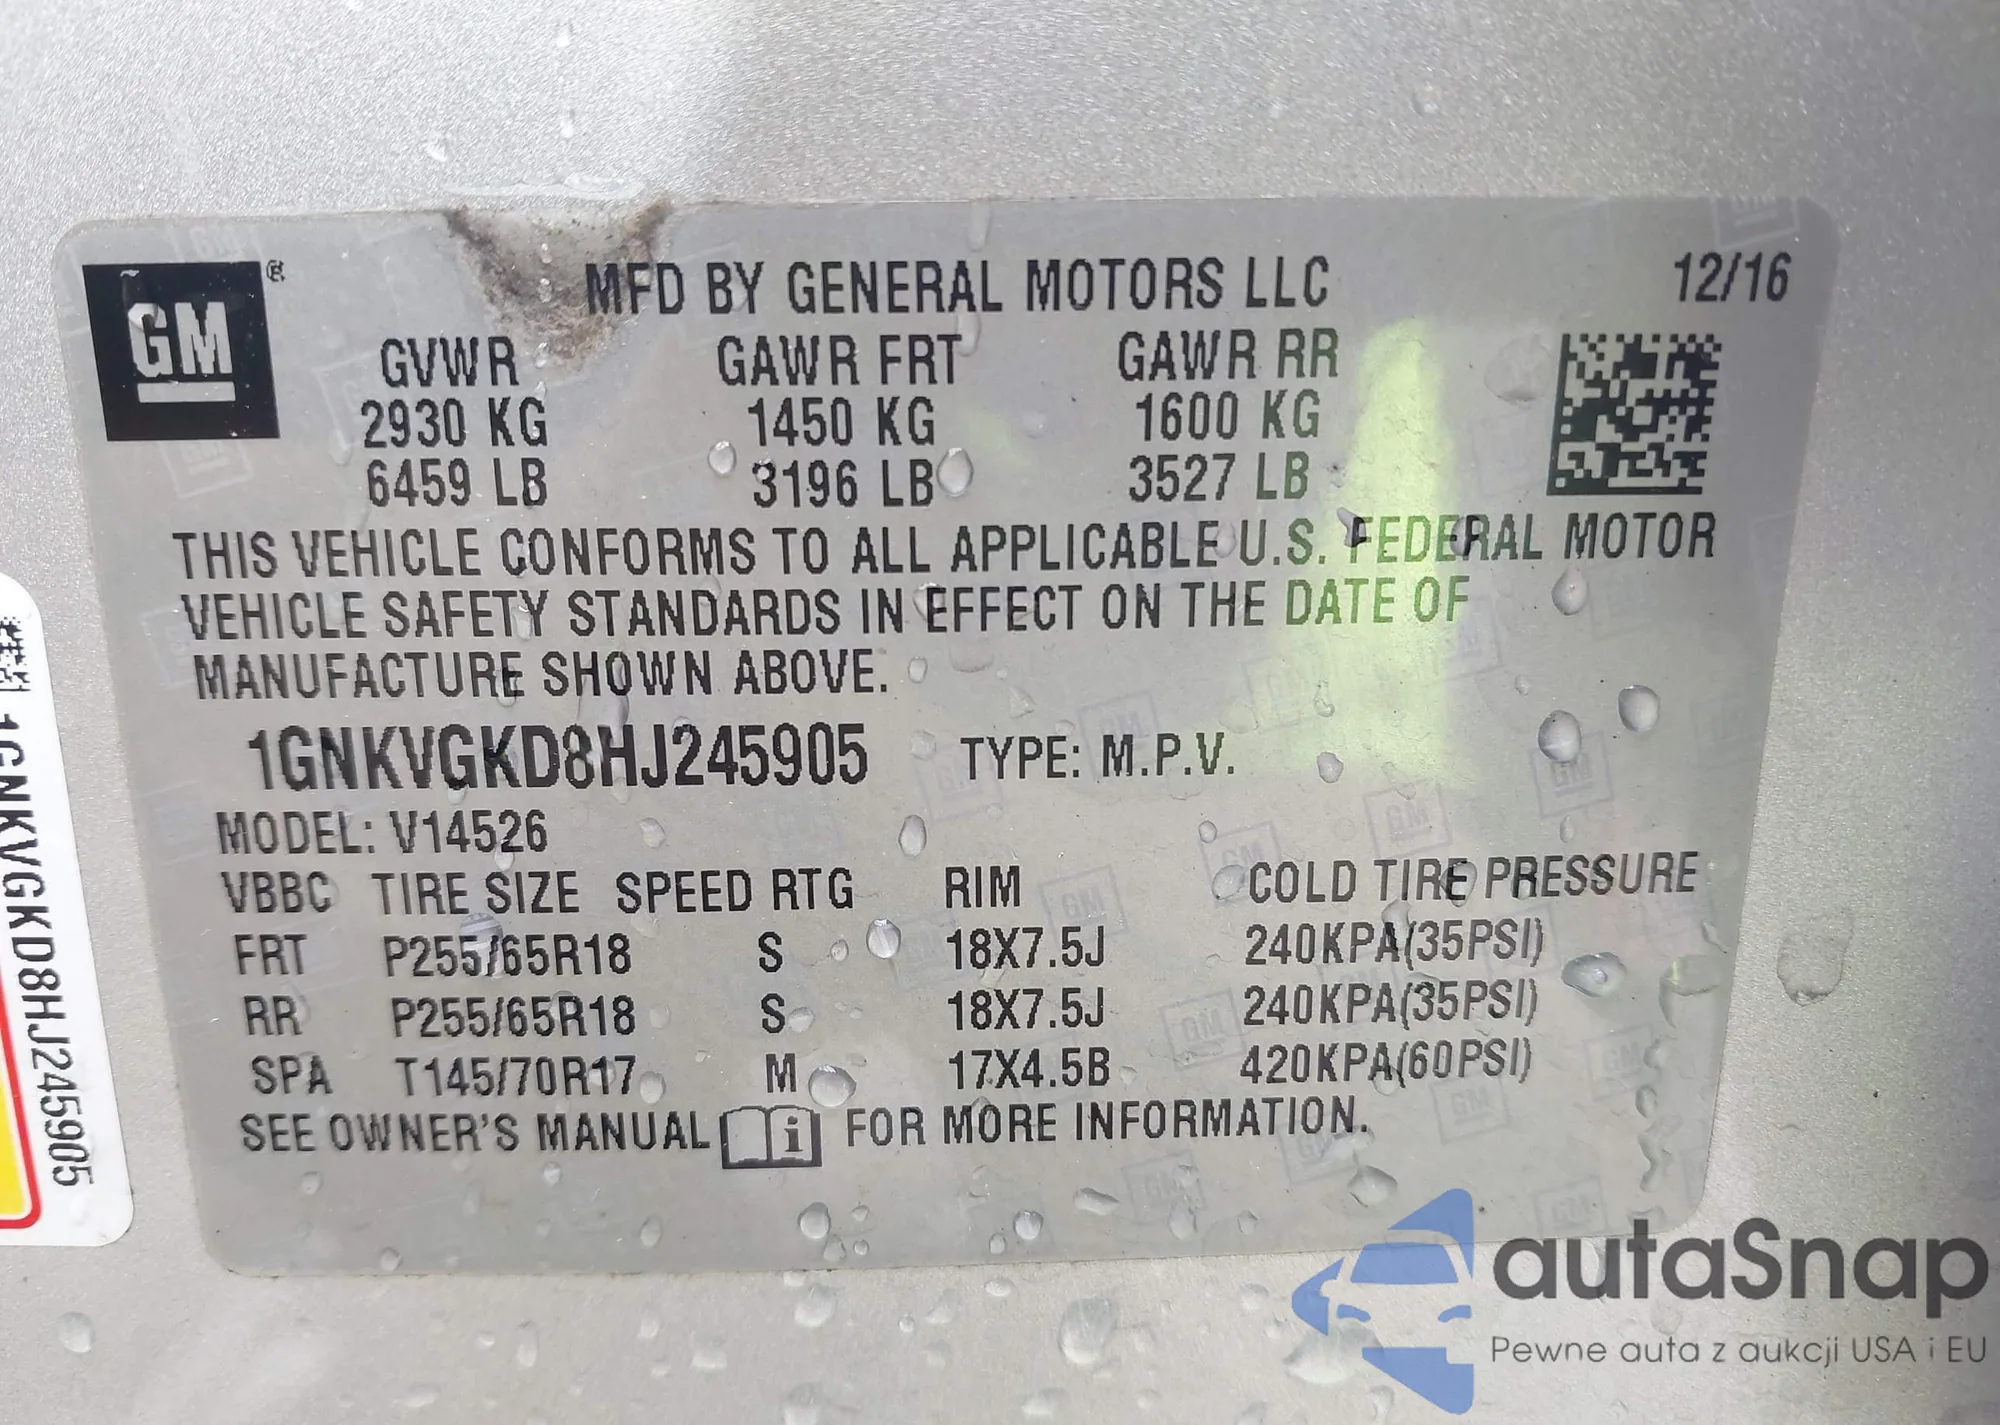 GM ®
MFD BY GENERAL MOTORS LLC 12/16
GVWR GAWR FRT GAWR RR
2930 KG 1450 KG 1600 KG
6459 LB 3196 LB 3527 LB
THIS VEHICLE CONFORMS TO ALL APPLICABLE U.S. FEDERAL MOTOR
VEHICLE SAFETY STANDARDS IN EFFECT ON THE DATE OF
MANUFACTURE SHOWN ABOVE.
1GNKVGKD8HJ245905 TYPE: M.P.V.
MODEL: V14526
VBBC TIRE SIZE SPEED RTG RIM COLD TIRE PRESSURE
FRT P255/65R18 S 18X7.5J 240KPA(35PSI)
RR P255/65R18 S 18X7.5J 240KPA(35PSI)
SPA T145/70R17 M 17X4.5B 420KPA(60PSI)
SEE OWNER'S MANUAL i FOR MORE INFORMATION.
1GNKVGKD8HJ245905
autaSnap
Pewne auta z aukcji USA i EU